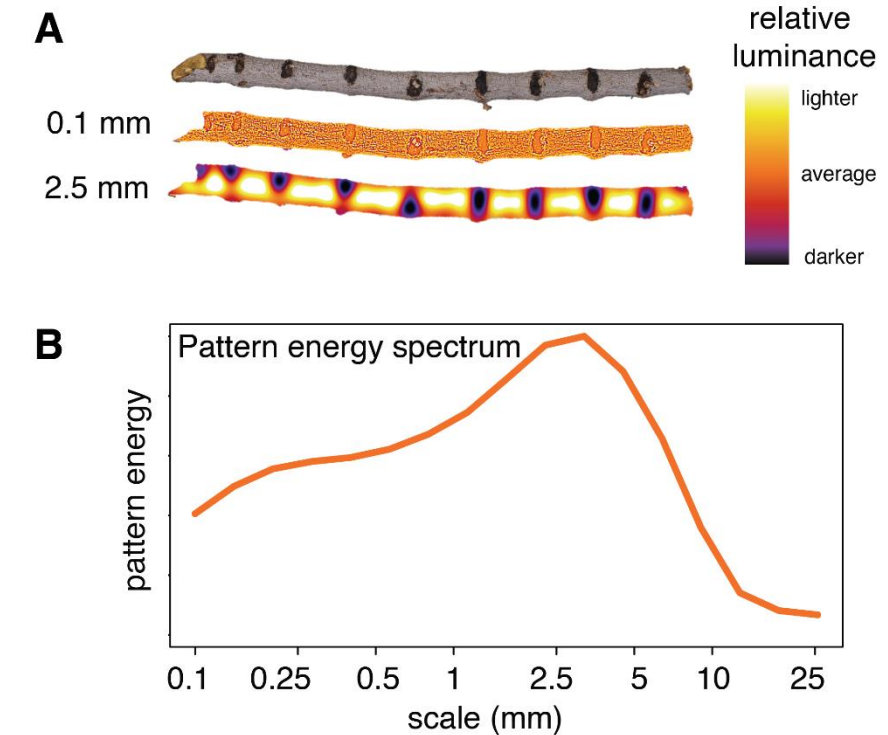 A
relative
luminance
lighter
average
darker
0.1 mm
2.5 mm
B
Pattern energy spectrum
pattern energy
0.1 0.25 0.5 1 2.5 5 10 25
scale (mm)